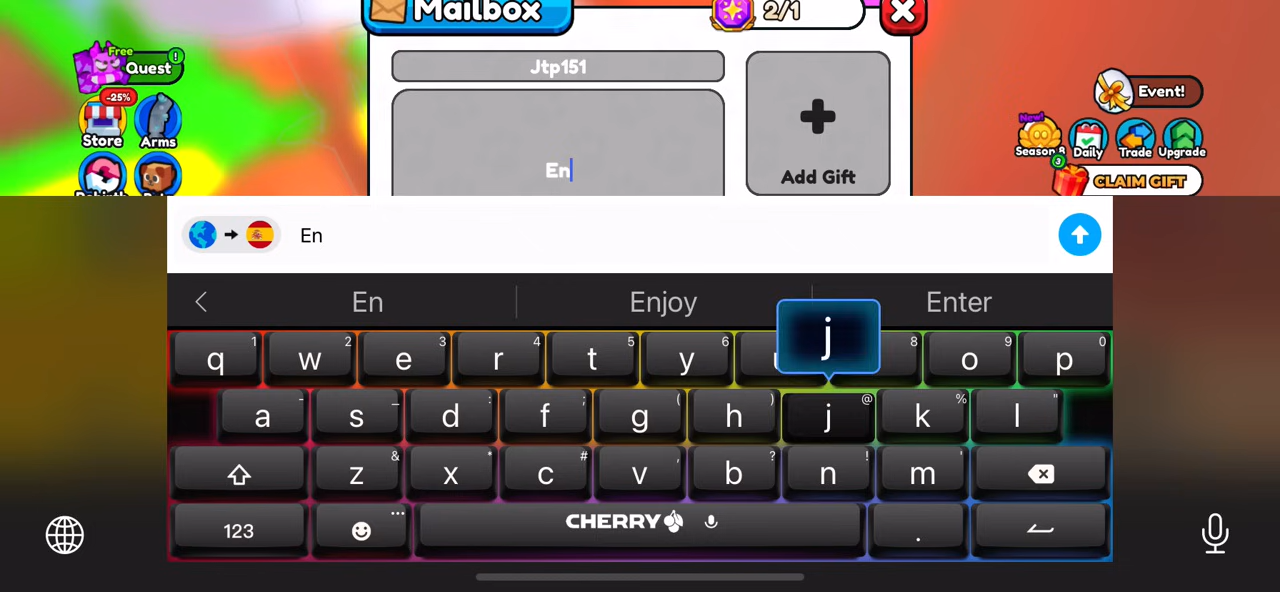 Mailbox
2/1
Free
Quest
!
-25%
Store
Arms
Jtp151
En
Add Gift
Event!
New!
Season 8
Daily
Trade
Upgrade
3
CLAIM GIFT
En
En
Enjoy
Enter
j
q 1
w 2
e 3
r 4
t 5
y 6
8
o 9
p 0
a -
s _
d :
f ;
g (
h )
j @
k %
l "
z &
x *
c #
v ,
b ?
n !
m '
123
...
CHERRY
.